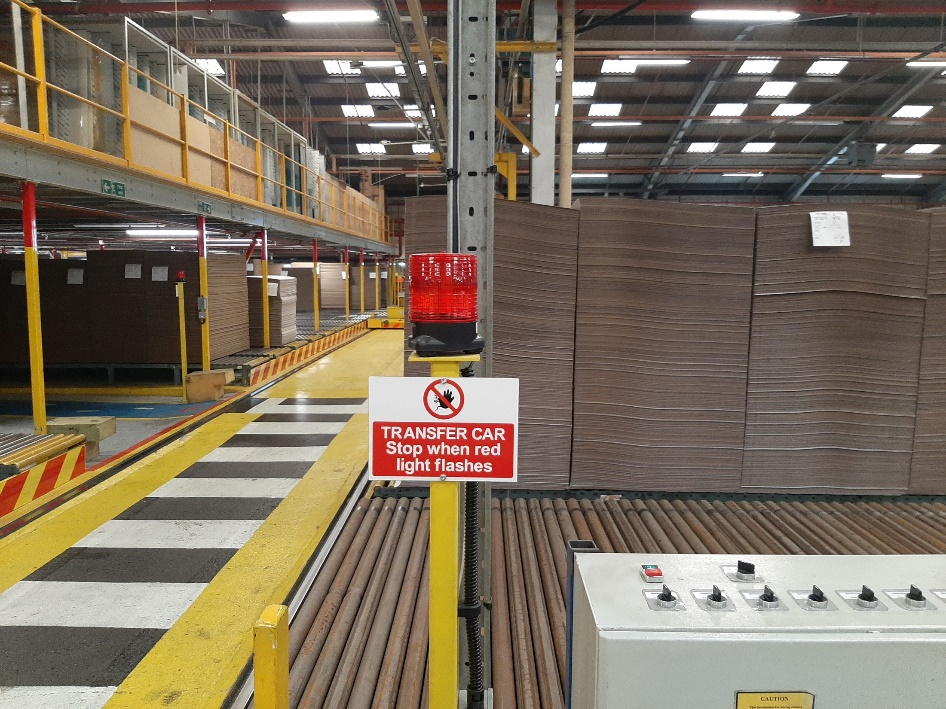 TRANSFER CAR
Stop when red
light flashes
CAUTION